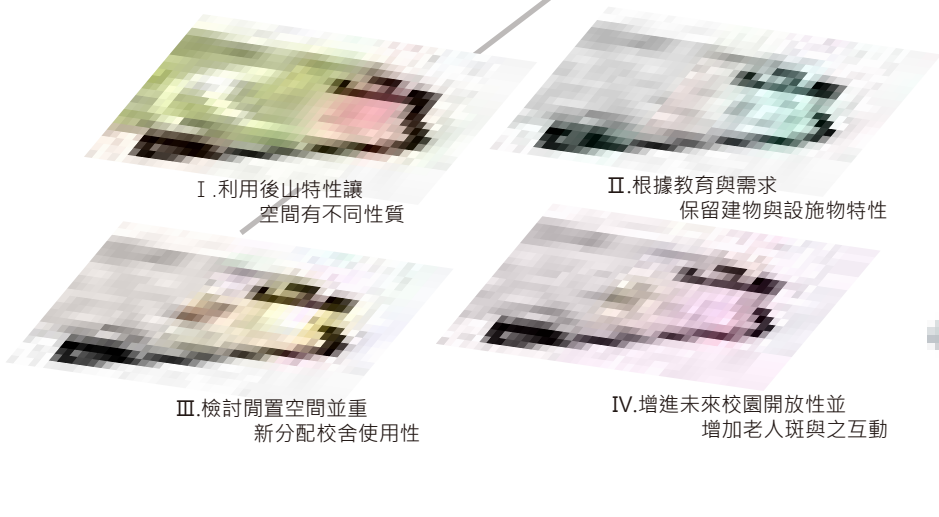 Ⅰ.利用後山特性讓
空間有不同性質
Ⅱ.根據教育與需求
保留建物與設施物特性
Ⅲ.檢討閒置空間並重
新分配校舍使用性
Ⅳ.增進未來校園開放性並
增加老人斑與之互動